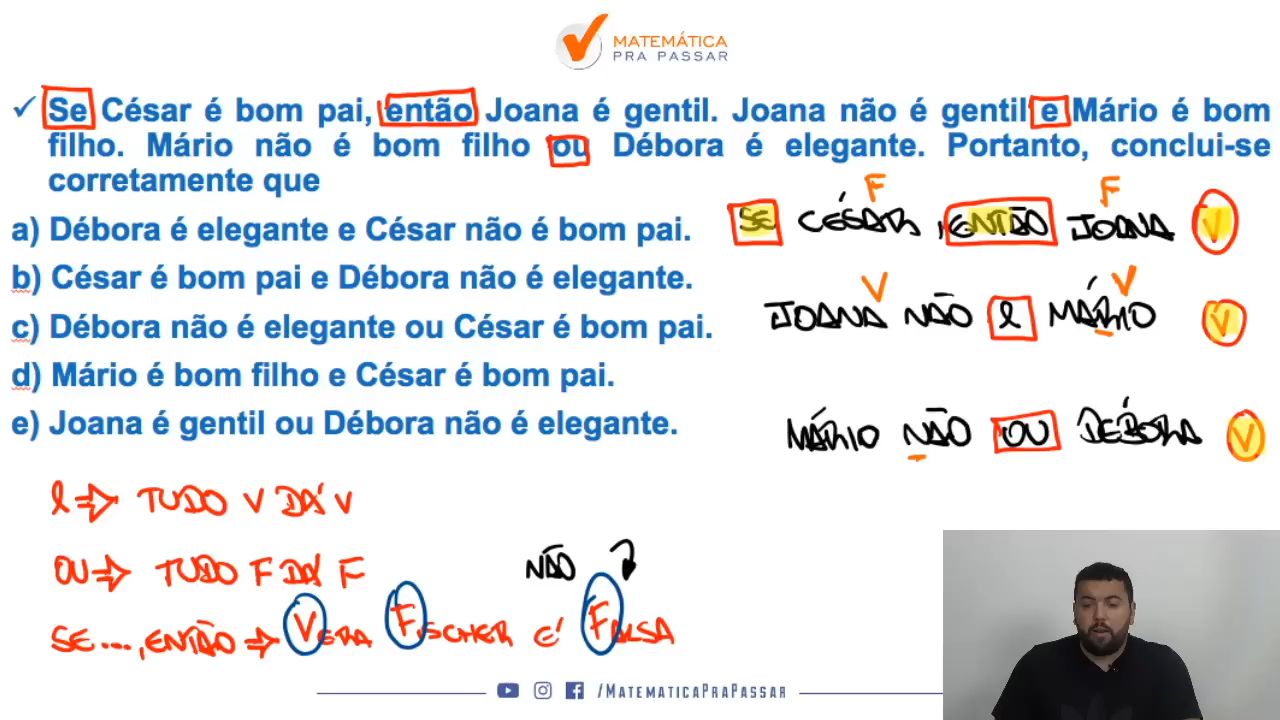 MATEMÁTICA
PRA PASSAR
✓ Se César é bom pai, então Joana é gentil. Joana não é gentil e Mário é bom
filho. Mário não é bom filho ou Débora é elegante. Portanto, conclui-se
corretamente que
a) Débora é elegante e César não é bom pai.
b) César é bom pai e Débora não é elegante.
c) Débora não é elegante ou César é bom pai.
d) Mário é bom filho e César é bom pai.
e) Joana é gentil ou Débora não é elegante.
F F
SE CÉSAR, ENTÃO JOANA V
V V
JOANA NÃO e MÁRIO V
MÁRIO NÃO OU DÉBORA V
e ⇒ TUDO V DÁ V
OU ⇒ TUDO F DÁ F
NÃO
SE ..., ENTÃO ⇒ VERA FISCHER É FALSA
/MATEMATICAPRAPASSAR